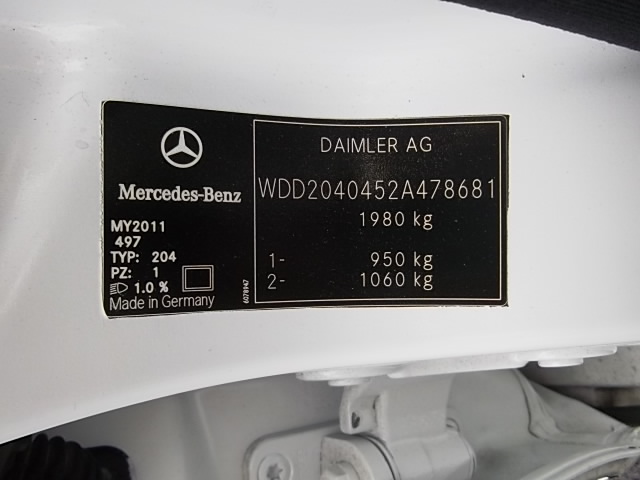 Mercedes-Benz
MY2011
497
TYP: 204
PZ: 1
1.0 %
Made in Germany
6078947
DAIMLER AG
WDD2040452A478681
1980 kg
1- 950 kg
2- 1060 kg